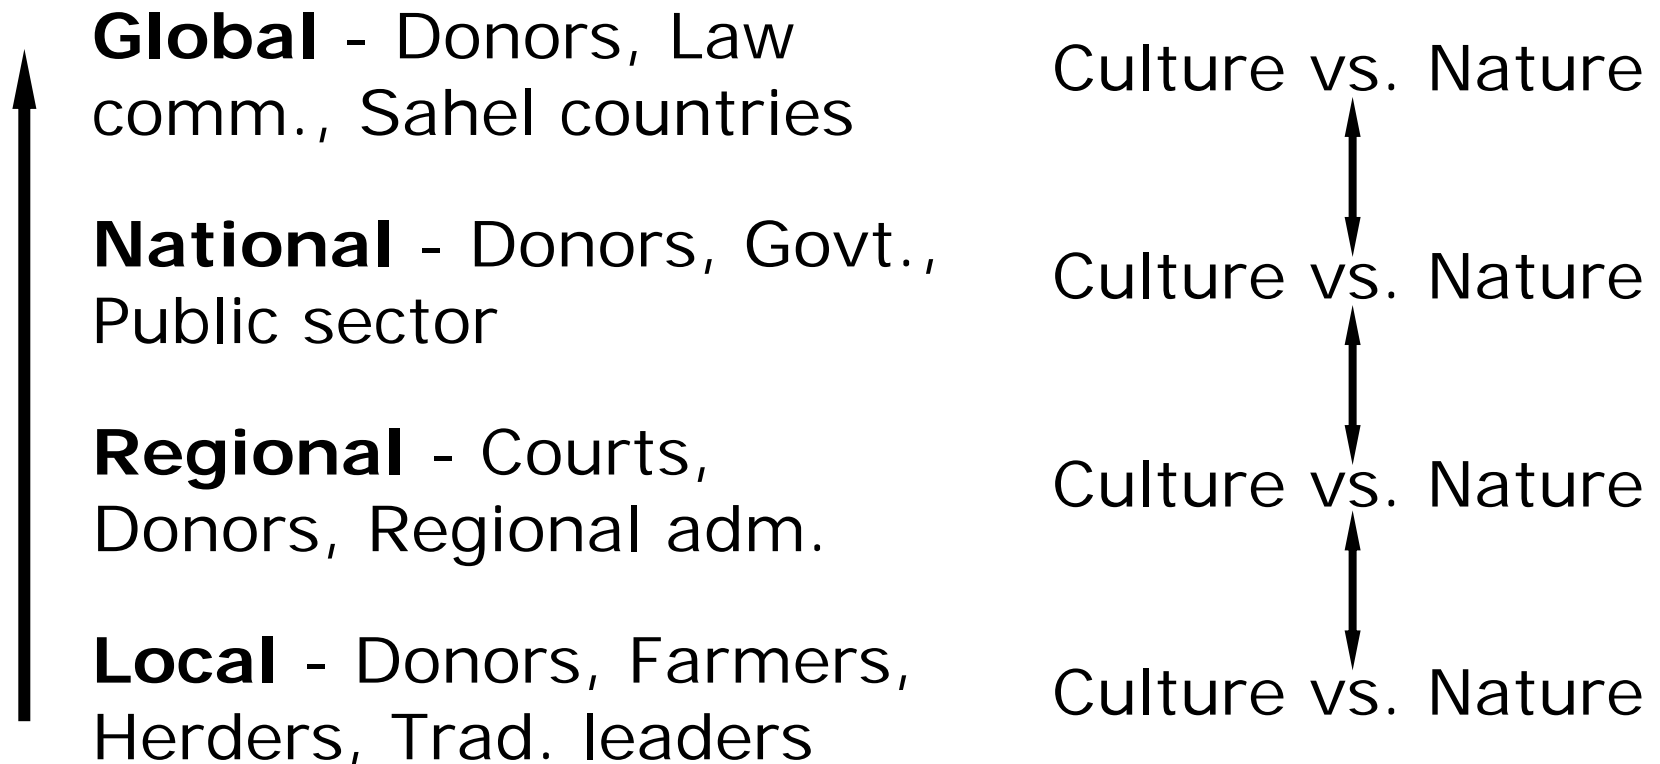 Global - Donors, Law
comm., Sahel countries
Culture vs. Nature
National - Donors, Govt.,
Public sector
Culture vs. Nature
Regional - Courts,
Donors, Regional adm.
Culture vs. Nature
Local - Donors, Farmers,
Herders, Trad. leaders
Culture vs. Nature